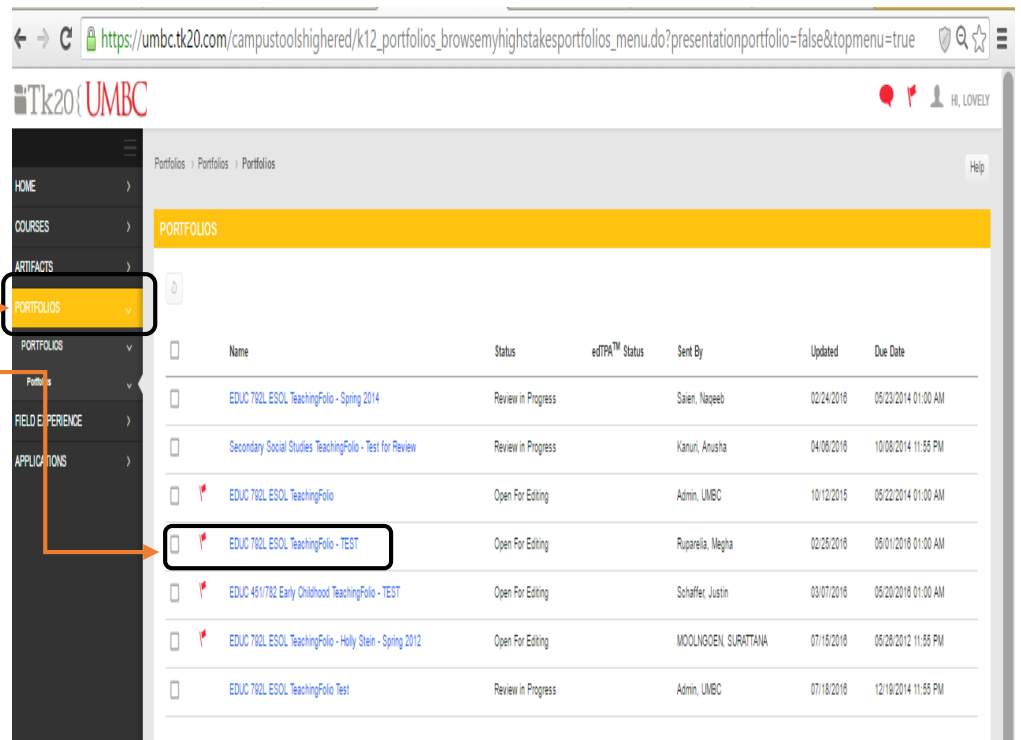 https://umbc.tk20.com/campustoolshighered/k12_portfolios_browsemyhighstakesportfolios_menu.do?presentationportfolio=false&topmenu=true
Tk20{UMBC
HI, LOVELY
Portfolios > Portfolios > Portfolios
Help
HOME
COURSES
ARTIFACTS
PORTFOLIOS
PORTFOLIOS
Portfolios
FIELD EXPERIENCE
APPLICATIONS
PORTFOLIOS
Name Status edTPA™ Status Sent By Updated Due Date
EDUC 792L ESOL TeachingFolio - Spring 2014 Review in Progress Saien, Naqeeb 02/24/2016 05/23/2014 01:00 AM
Secondary Social Studies TeachingFolio - Test for Review Review in Progress Kanuri, Anusha 04/06/2016 10/08/2014 11:55 PM
EDUC 792L ESOL TeachingFolio Open For Editing Admin, UMBC 10/12/2015 05/22/2014 01:00 AM
EDUC 792L ESOL TeachingFolio - TEST Open For Editing Ruparelia, Megha 02/25/2016 05/01/2016 01:00 AM
EDUC 451/782 Early Childhood TeachingFolio - TEST Open For Editing Schaffer, Justin 03/07/2016 05/20/2016 01:00 AM
EDUC 792L ESOL TeachingFolio - Holly Stein - Spring 2012 Open For Editing MOOLNGOEN, SURATTANA 07/15/2016 05/26/2012 11:55 PM
EDUC 792L ESOL TeachingFolio Test Review in Progress Admin, UMBC 07/18/2016 12/19/2014 11:55 PM